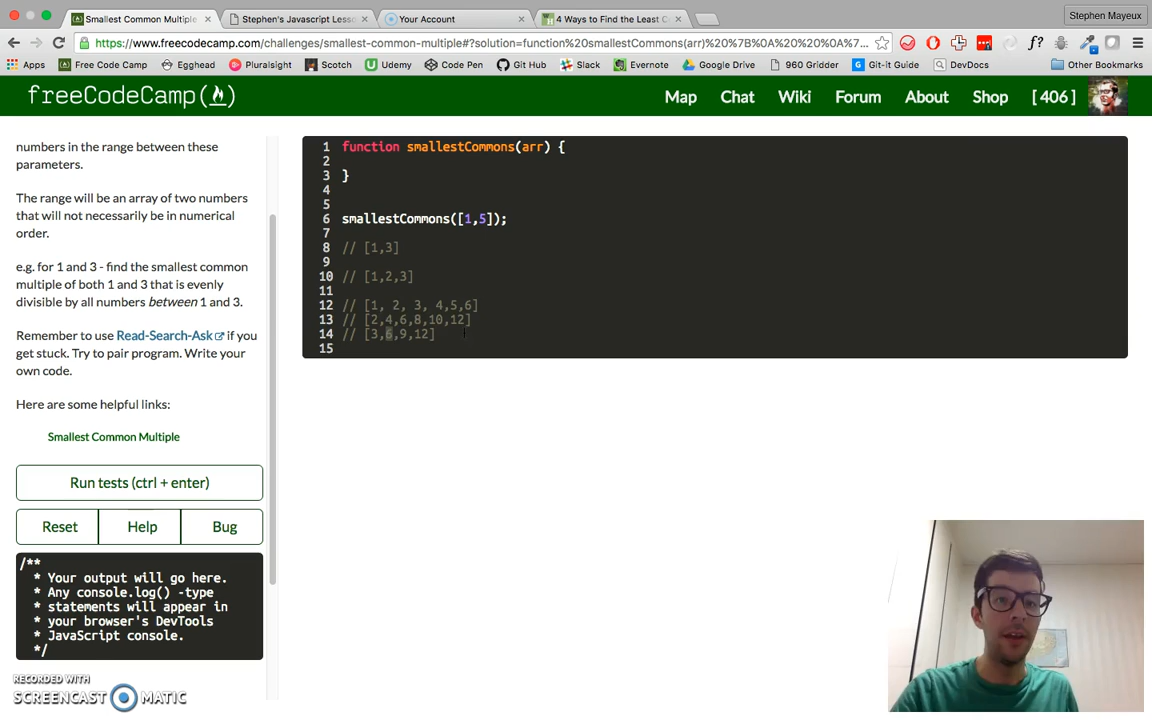 Smallest Common Multiple
Stephen's Javascript Lesso
Your Account
4 Ways to Find the Least C
Stephen Mayeux
https://www.freecodecamp.com/challenges/smallest-common-multiple#?solution=function%20smallestCommons(arr)%20%7B%0A%20%20%0A%7...
Apps
Free Code Camp
Egghead
Pluralsight
Scotch
Udemy
Code Pen
Git Hub
Slack
Evernote
Google Drive
960 Gridder
Git-it Guide
DevDocs
Other Bookmarks
freeCodeCamp
Map
Chat
Wiki
Forum
About
Shop
[ 406 ]
numbers in the range between these
parameters.
The range will be an array of two numbers
that will not necessarily be in numerical
order.
e.g. for 1 and 3 - find the smallest common
multiple of both 1 and 3 that is evenly
divisible by all numbers between 1 and 3.
Remember to use Read-Search-Ask if you
get stuck. Try to pair program. Write your
own code.
Here are some helpful links:
Smallest Common Multiple
Run tests (ctrl + enter)
Reset
Help
Bug
/**
* Your output will go here.
* Any console.log() -type
* statements will appear in
* your browser's DevTools
* JavaScript console.
*/
RECORDED WITH
SCREENCAST MATIC
1 function smallestCommons(arr) {
2
3 }
4
5
6 smallestCommons([1,5]);
7
8 // [1,3]
9
10 // [1,2,3]
11
12 // [1, 2, 3, 4,5,6]
13 // [2,4,6,8,10,12]
14 // [3,6,9,12]
15